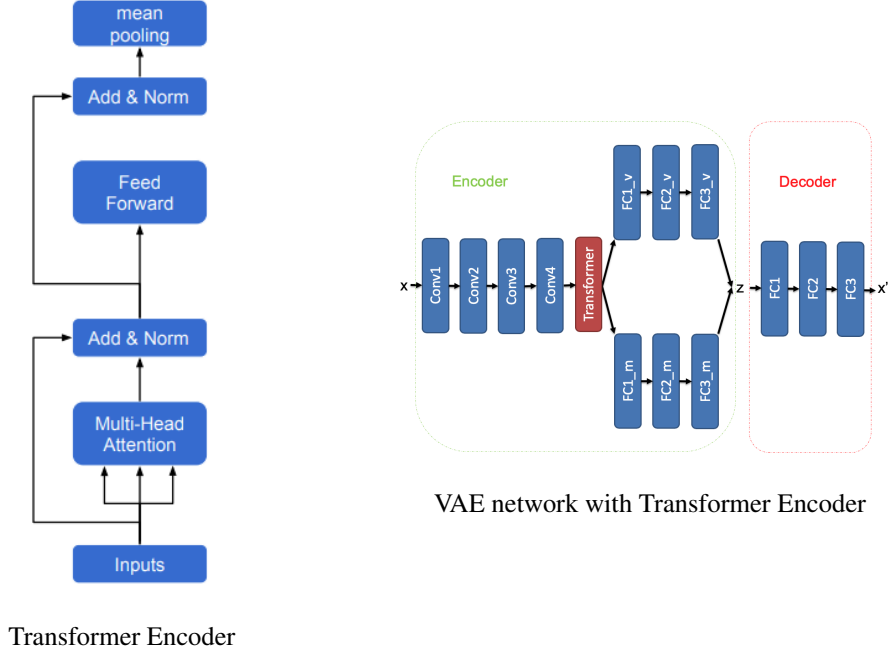 mean
pooling
Add & Norm
Feed
Forward
Add & Norm
Multi-Head
Attention
Inputs
Transformer Encoder
Encoder
Decoder
x
Conv1
Conv2
Conv3
Conv4
Transformer
FC1_v
FC2_v
FC3_v
FC1_m
FC2_m
FC3_m
z
FC1
FC2
FC3
x'
VAE network with Transformer Encoder